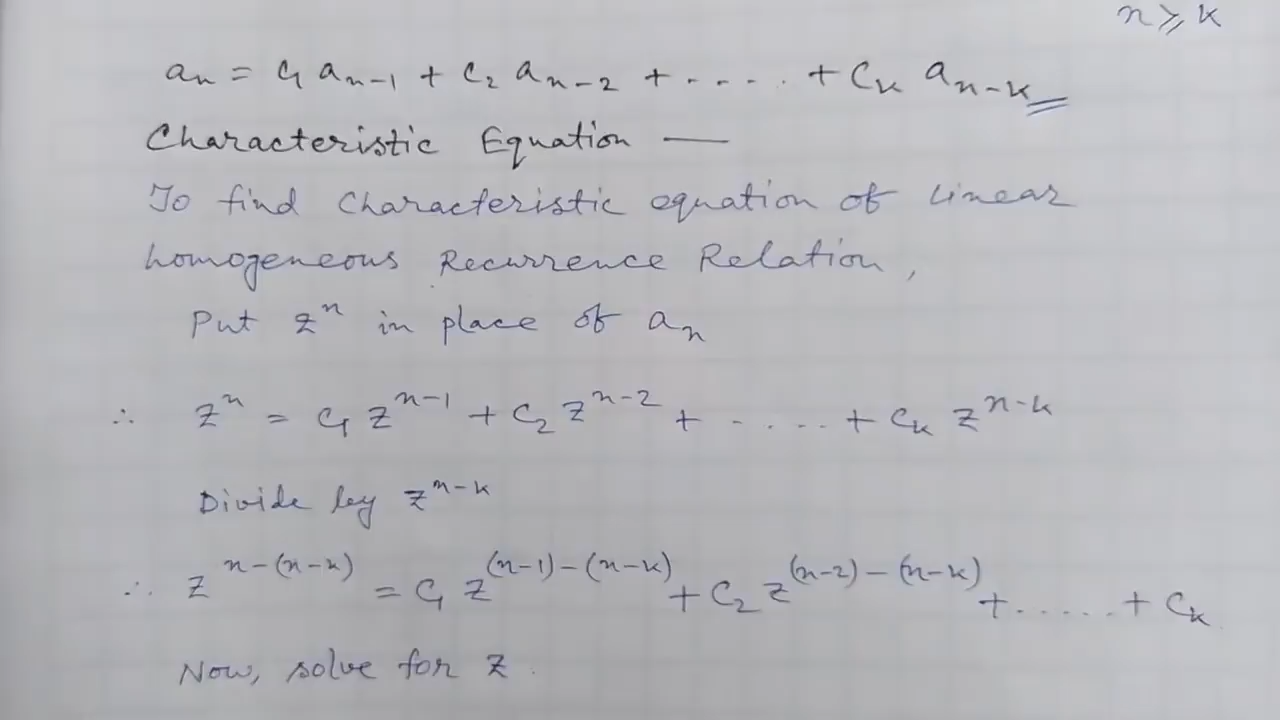 n ⩾ k
aₙ = c₁ aₙ₋₁ + c₂ aₙ₋₂ + ..... + cₖ aₙ₋ₖ
Characteristic Equation —
To find characteristic equation of linear
homogeneous Recurrence Relation,
Put zⁿ in place of aₙ
∴ zⁿ = c₁ zⁿ⁻¹ + c₂ zⁿ⁻² + ..... + cₖ zⁿ⁻ᵏ
Divide by zⁿ⁻ᵏ
∴ z^{n-(n-k)} = c₁ z^{(n-1)-(n-k)} + c₂ z^{(n-2)-(n-k)} + ...... + cₖ
Now, solve for z.